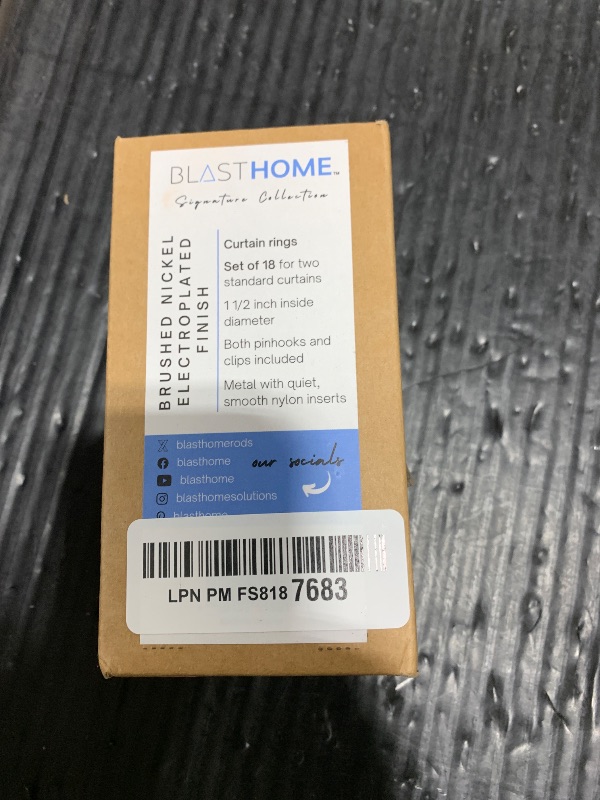 BLASTHOME™
Signature Collection
BRUSHED NICKEL
ELECTROPLATED
FINISH
Curtain rings
Set of 18 for two
standard curtains
1 1/2 inch inside
diameter
Both pinhooks and
clips included
Metal with quiet,
smooth nylon inserts
blasthomerods
blasthome
our socials
blasthome
blasthomesolutions
blasthome
LPN PM FS818 7683